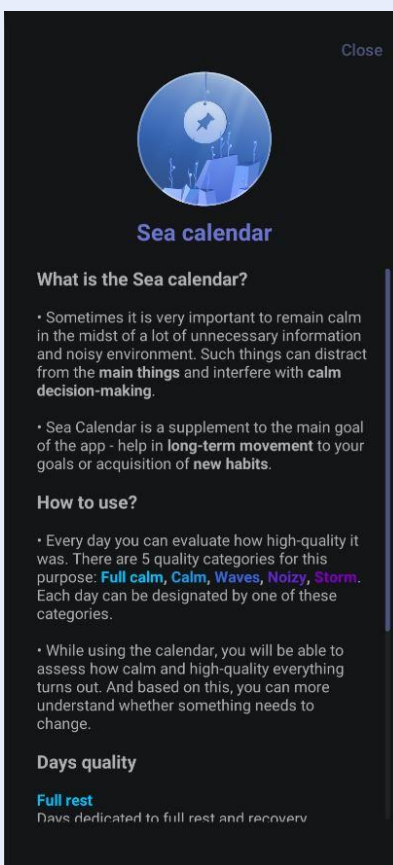 Close
Sea calendar
What is the Sea calendar?
• Sometimes it is very important to remain calm
in the midst of a lot of unnecessary information
and noisy environment. Such things can distract
from the main things and interfere with calm
decision-making.
• Sea Calendar is a supplement to the main goal
of the app - help in long-term movement to your
goals or acquisition of new habits.
How to use?
• Every day you can evaluate how high-quality it
was. There are 5 quality categories for this
purpose: Full calm, Calm, Waves, Noizy, Storm.
Each day can be designated by one of these
categories.
• While using the calendar, you will be able to
assess how calm and high-quality everything
turns out. And based on this, you can more
understand whether something needs to
change.
Days quality
Full rest
Days dedicated to full rest and recovery